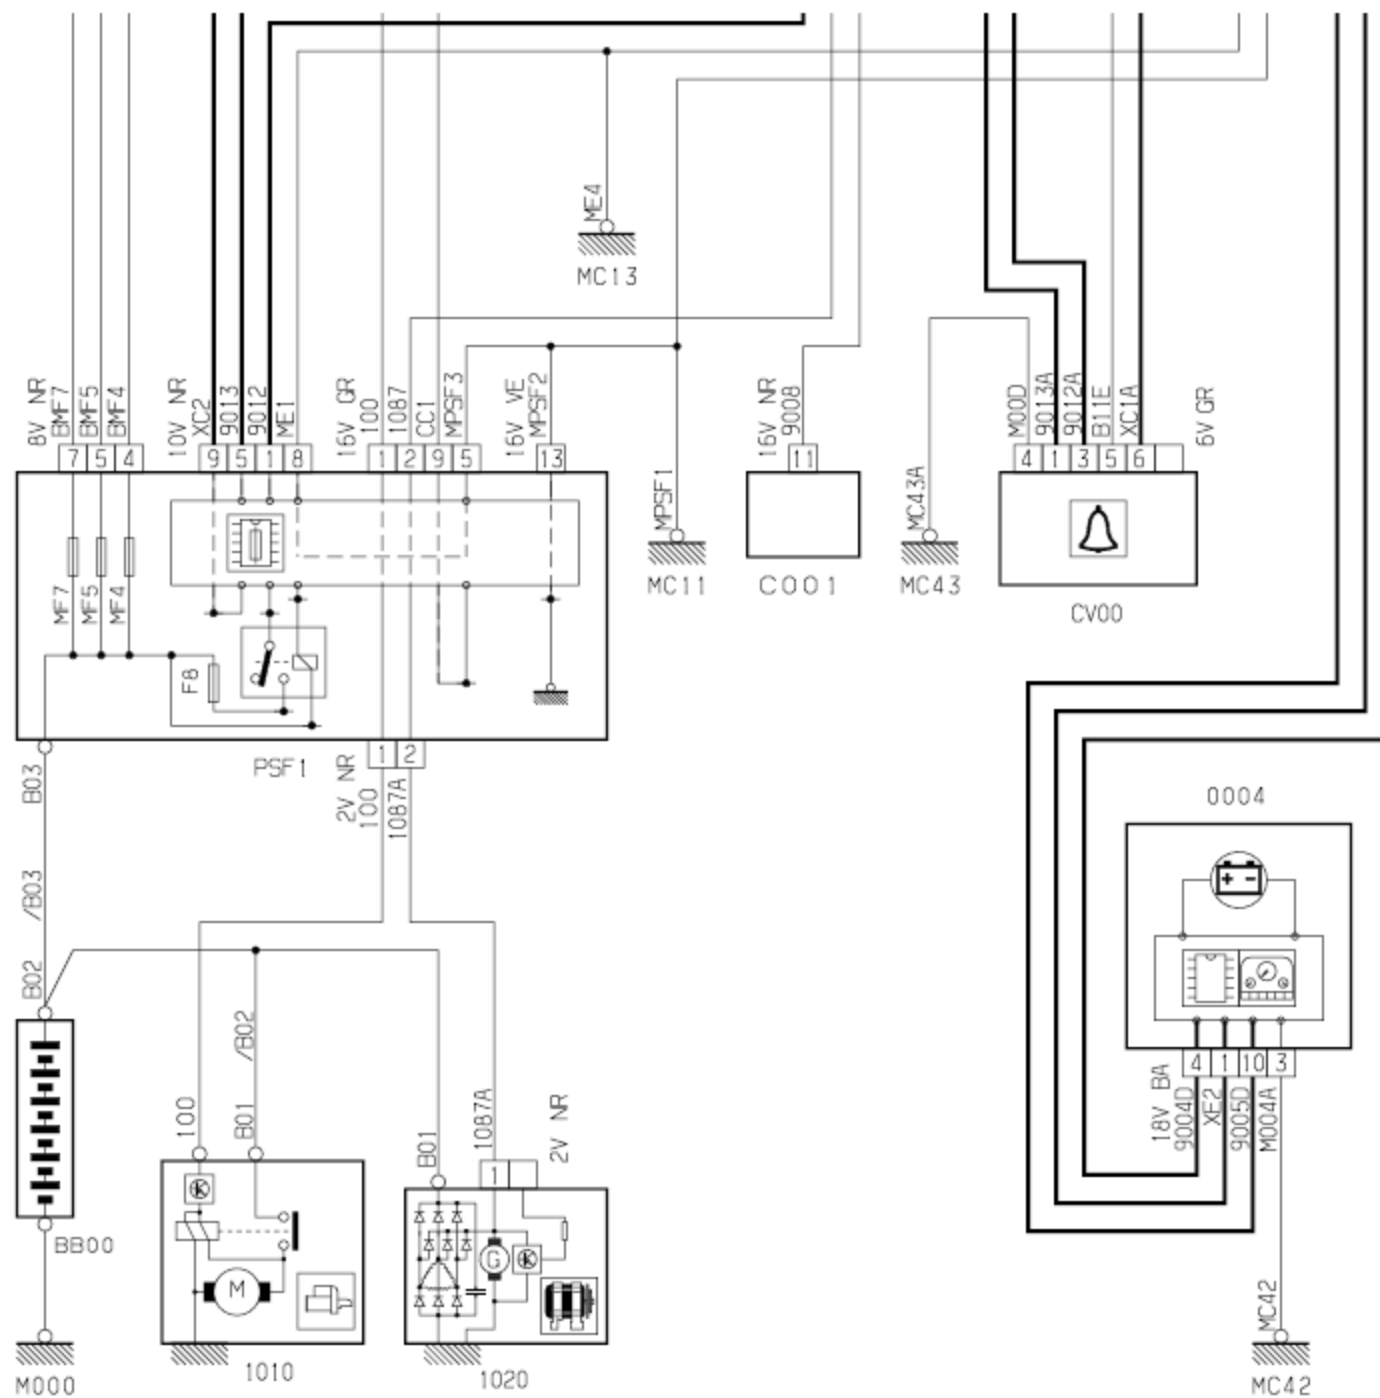 ME4
MC13
8V NR
BMF7
BMF5
BMF4
10V NR
XC2
9013
9012
ME1
16V GR
100
1087
CC1
MPSF3
16V VE
MPSF2
16V NR
9008
M00D
9013A
9012A
B11E
XC1A
6V GR
7 5 4
9 5 1 8
1 2 9 5
13
11
4 1 3 5 6
MPSF1
MC11
C001
MC43A
MC43
CV00
MF7
MF5
MF4
F8
PSF1
1 2
2V NR
100
1087A
B03
/B03
B02
0004
+ -
4 1 10 3
18V BA
9004D
XE2
9005D
M004A
MC42
MC42
/B02
100
B01
B01
1087A
2V NR
1
BB00
M
G
K
K
M000
1010
1020